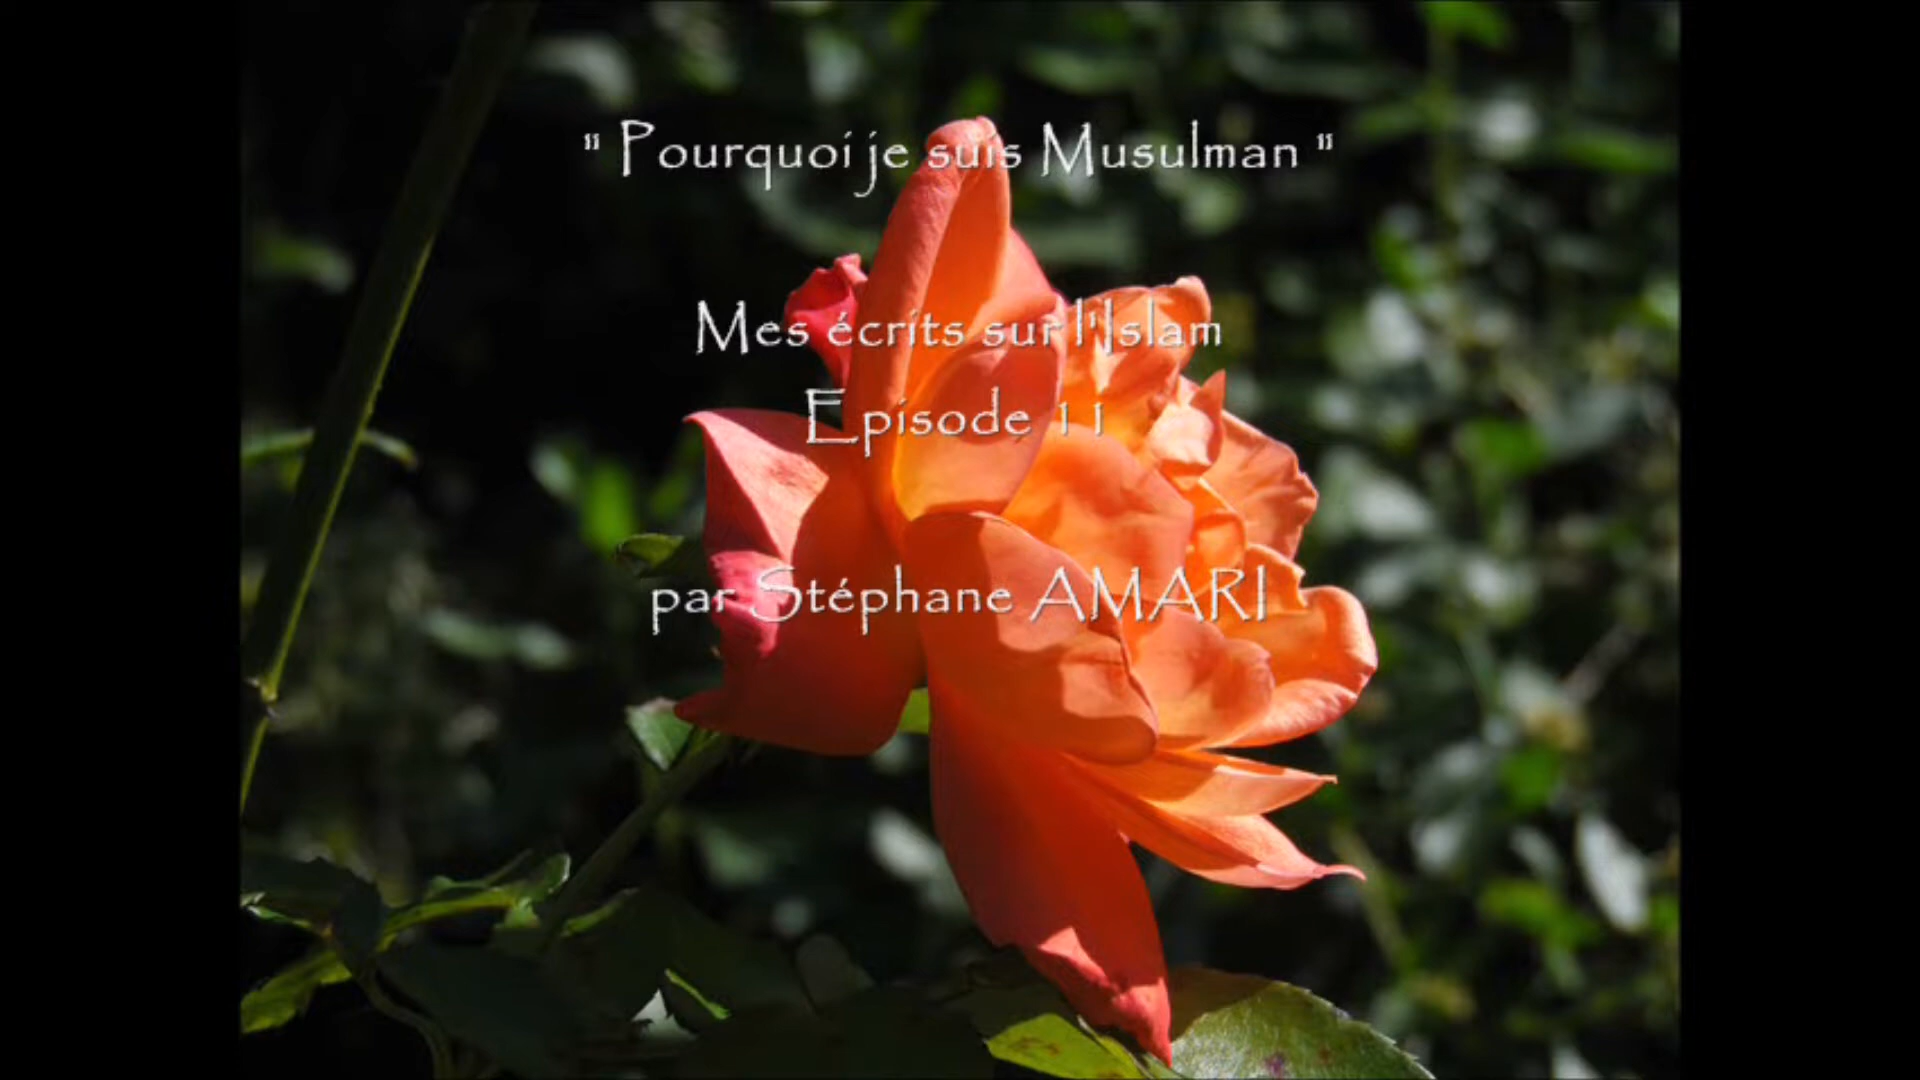 " Pourquoi je suis Musulman "
Mes écrits sur l'Islam
Episode 11
par Stéphane AMARI